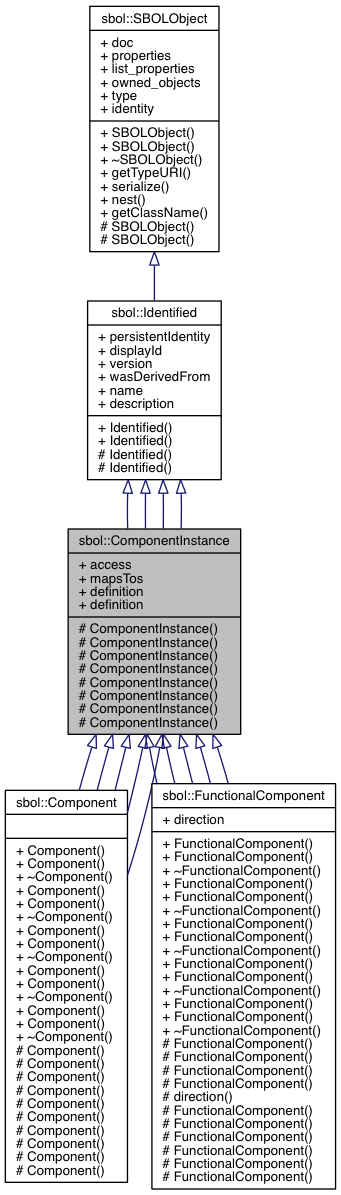 sbol::SBOLObject
+ doc
+ properties
+ list_properties
+ owned_objects
+ type
+ identity
+ SBOLObject()
+ SBOLObject()
+ ~SBOLObject()
+ getTypeURI()
+ serialize()
+ nest()
+ getClassName()
# SBOLObject()
# SBOLObject()
sbol::Identified
+ persistentIdentity
+ displayId
+ version
+ wasDerivedFrom
+ name
+ description
+ Identified()
+ Identified()
# Identified()
# Identified()
sbol::ComponentInstance
+ access
+ mapsTos
+ definition
+ definition
# ComponentInstance()
# ComponentInstance()
# ComponentInstance()
# ComponentInstance()
# ComponentInstance()
# ComponentInstance()
# ComponentInstance()
# ComponentInstance()
sbol::Component
+ Component()
+ Component()
+ ~Component()
+ Component()
+ Component()
+ ~Component()
+ Component()
+ Component()
+ ~Component()
+ Component()
+ Component()
+ ~Component()
+ Component()
+ Component()
+ ~Component()
# Component()
# Component()
# Component()
# Component()
# Component()
# Component()
# Component()
# Component()
# Component()
# Component()
sbol::FunctionalComponent
+ direction
+ FunctionalComponent()
+ FunctionalComponent()
+ ~FunctionalComponent()
+ FunctionalComponent()
+ FunctionalComponent()
+ ~FunctionalComponent()
+ FunctionalComponent()
+ FunctionalComponent()
+ ~FunctionalComponent()
+ FunctionalComponent()
+ FunctionalComponent()
+ ~FunctionalComponent()
+ FunctionalComponent()
+ FunctionalComponent()
+ ~FunctionalComponent()
# FunctionalComponent()
# FunctionalComponent()
# FunctionalComponent()
# FunctionalComponent()
# direction()
# FunctionalComponent()
# FunctionalComponent()
# FunctionalComponent()
# FunctionalComponent()
# FunctionalComponent()
# FunctionalComponent()